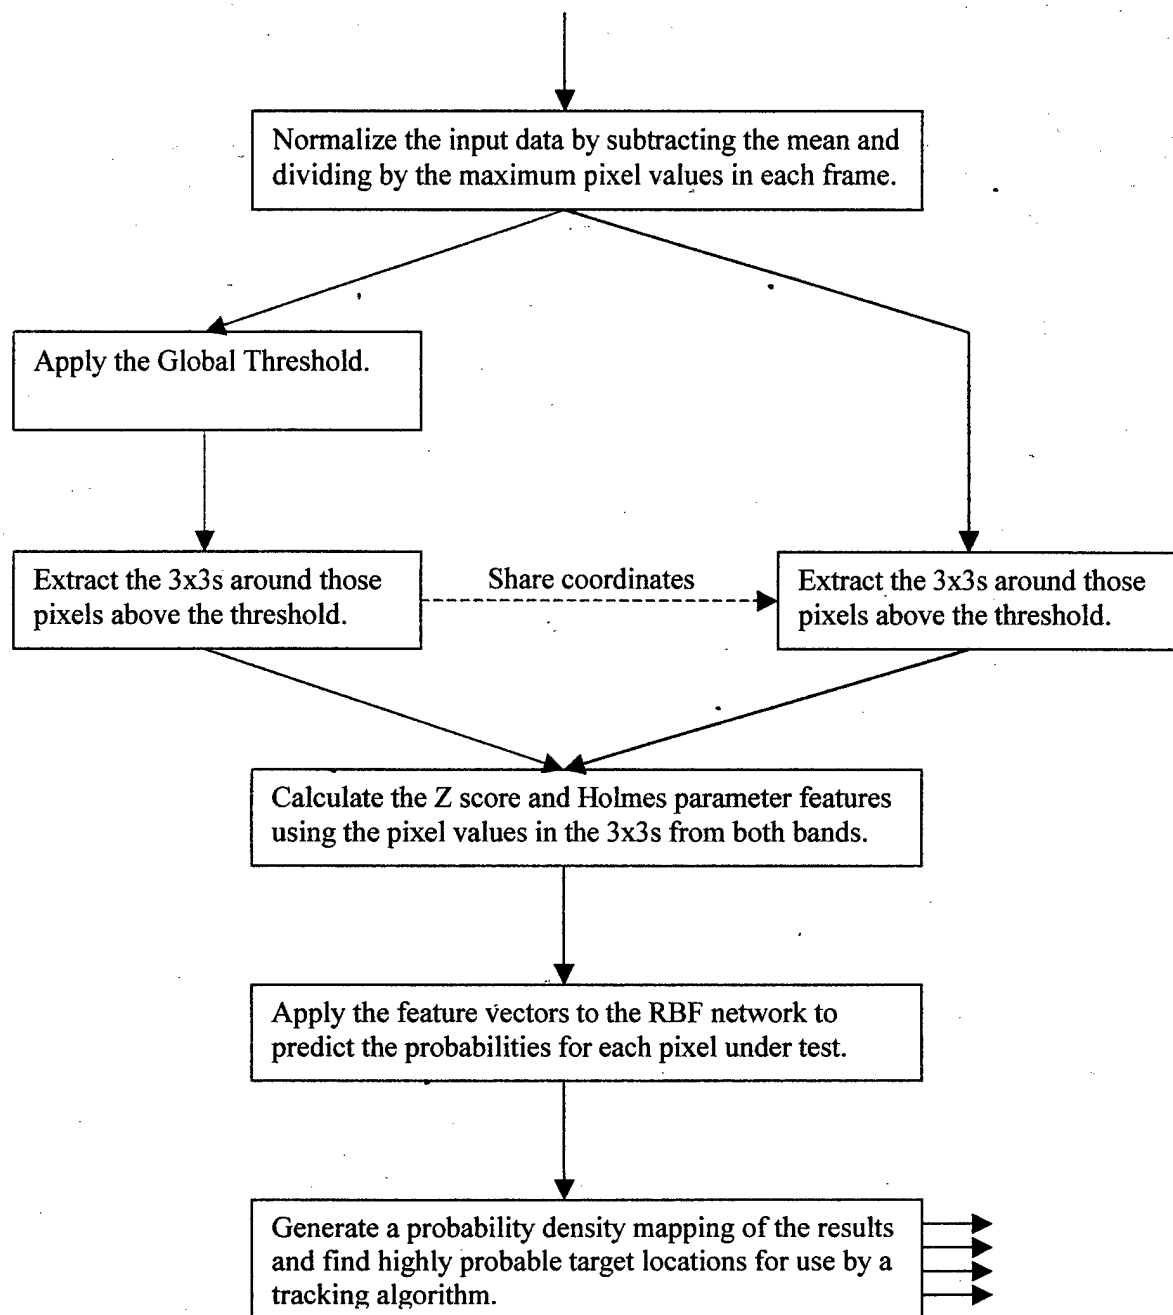 Normalize the input data by subtracting the mean and
dividing by the maximum pixel values in each frame.
Apply the Global Threshold.
Extract the 3x3s around those
pixels above the threshold.
Share coordinates
Extract the 3x3s around those
pixels above the threshold.
Calculate the Z score and Holmes parameter features
using the pixel values in the 3x3s from both bands.
Apply the feature vectors to the RBF network to
predict the probabilities for each pixel under test.
Generate a probability density mapping of the results
and find highly probable target locations for use by a
tracking algorithm.